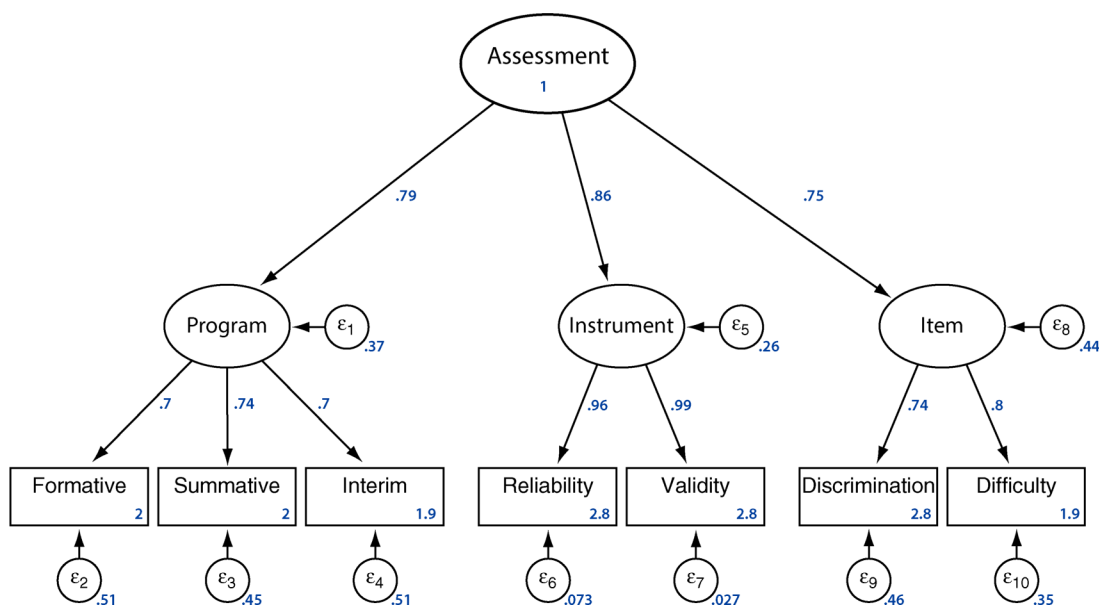 Assessment
1
.79
.86
.75
Program
ε1
.37
Instrument
ε5
.26
Item
ε8
.44
.7
.74
.7
.96
.99
.74
.8
Formative
2
Summative
2
Interim
1.9
Reliability
2.8
Validity
2.8
Discrimination
2.8
Difficulty
1.9
ε2
.51
ε3
.45
ε4
.51
ε6
.073
ε7
.027
ε9
.46
ε10
.35